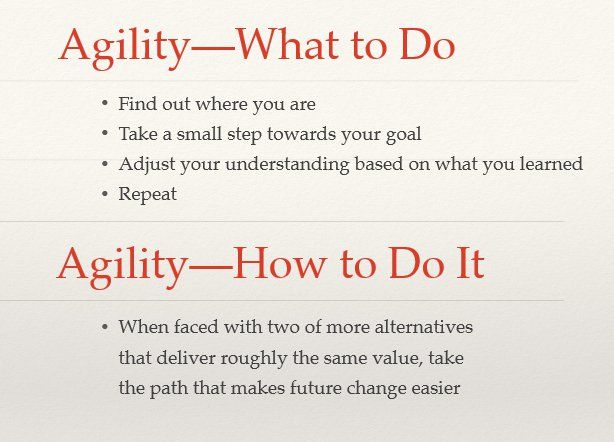 Agility—What to Do
• Find out where you are
• Take a small step towards your goal
• Adjust your understanding based on what you learned
• Repeat
Agility—How to Do It
• When faced with two of more alternatives
that deliver roughly the same value, take
the path that makes future change easier